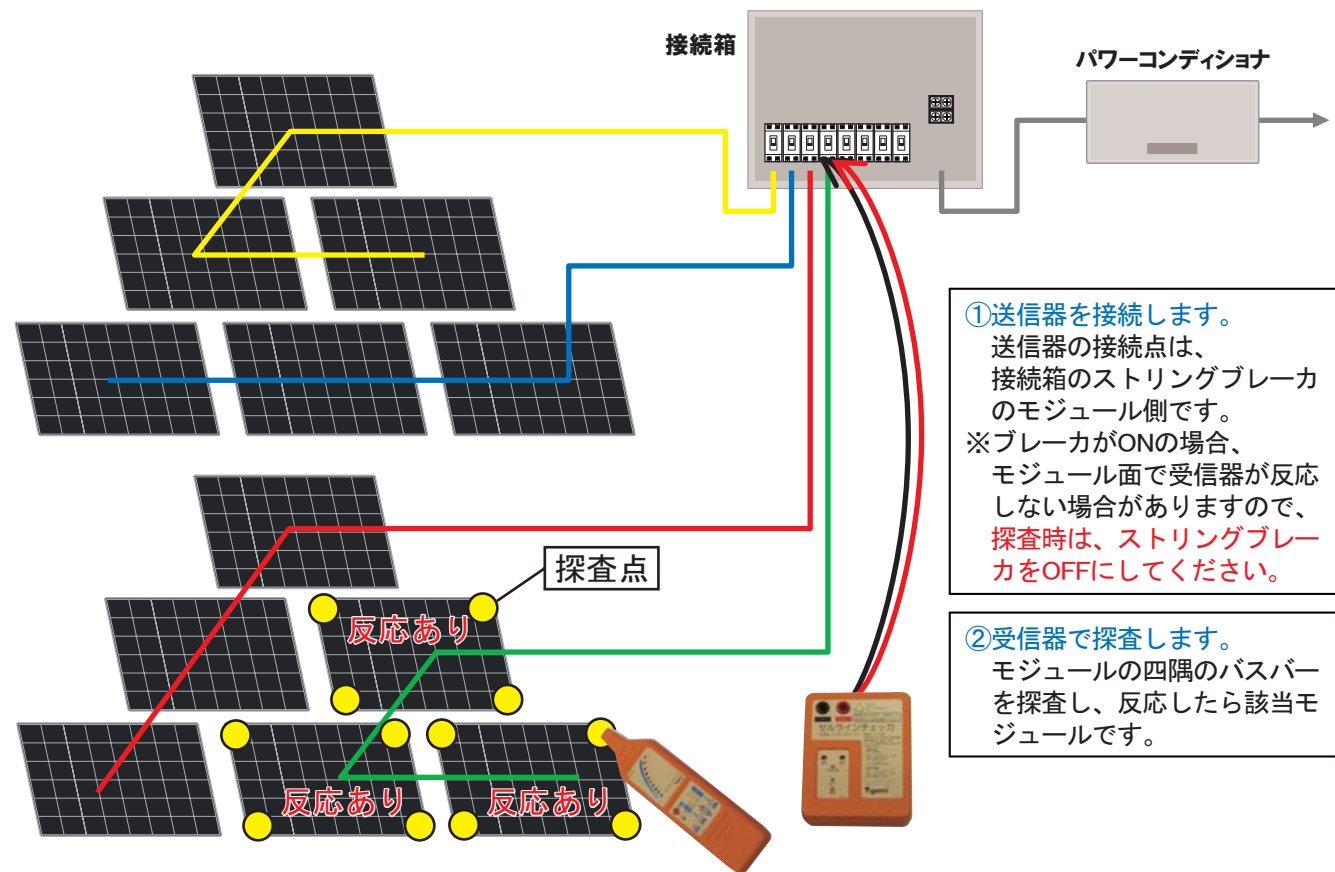 接続箱
パワーコンディショナ
①送信器を接続します。
送信器の接続点は、
接続箱のストリングブレーカ
のモジュール側です。
※ブレーカがONの場合、
モジュール面で受信器が反応
しない場合がありますので、
探査時は、ストリングブレー
カをOFFにしてください。
探査点
反応あり
②受信器で探査します。
モジュールの四隅のバスバー
を探査し、反応したら該当モ
ジュールです。
セルラインチェッカ
反応あり
反応あり